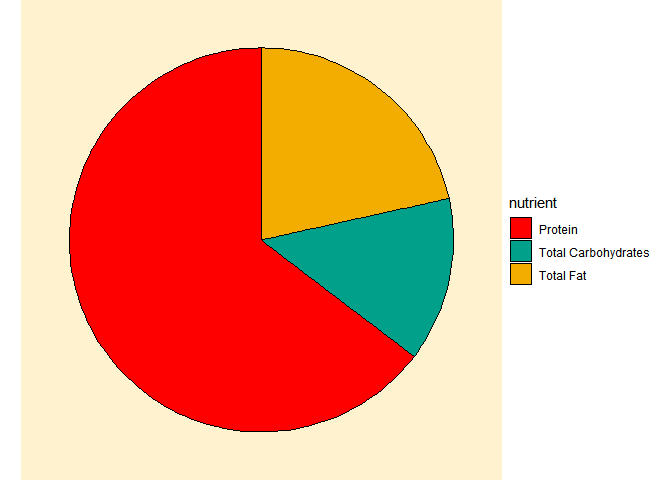 nutrient
Protein
Total Carbohydrates
Total Fat